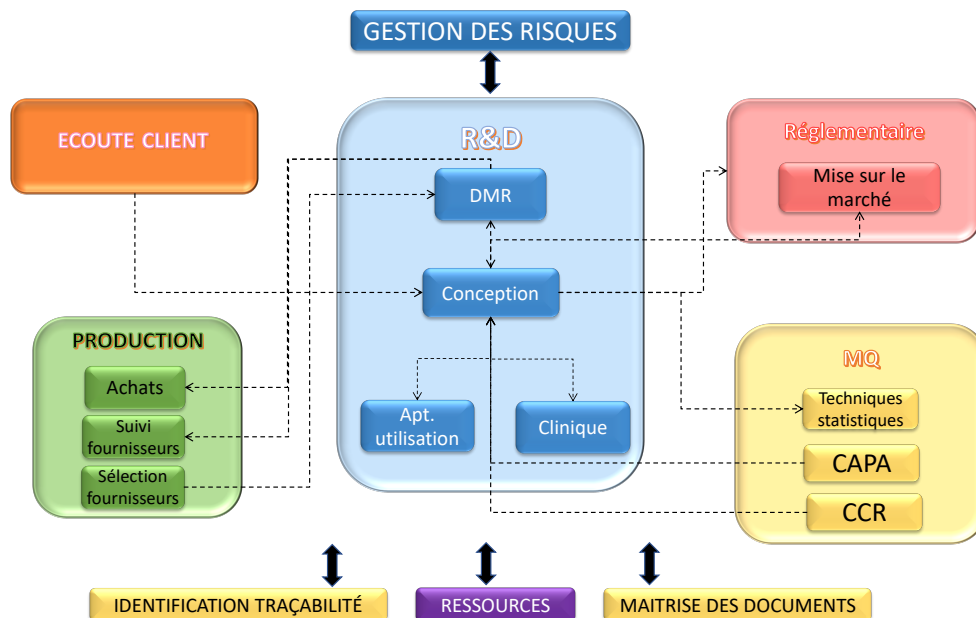 GESTION DES RISQUES
ECOUTE CLIENT
R&D
DMR
Conception
Apt.
utilisation
Clinique
Réglementaire
Mise sur le
marché
PRODUCTION
Achats
Suivi
fournisseurs
Sélection
fournisseurs
MQ
Techniques
statistiques
CAPA
CCR
IDENTIFICATION TRAÇABILITÉ
RESSOURCES
MAITRISE DES DOCUMENTS